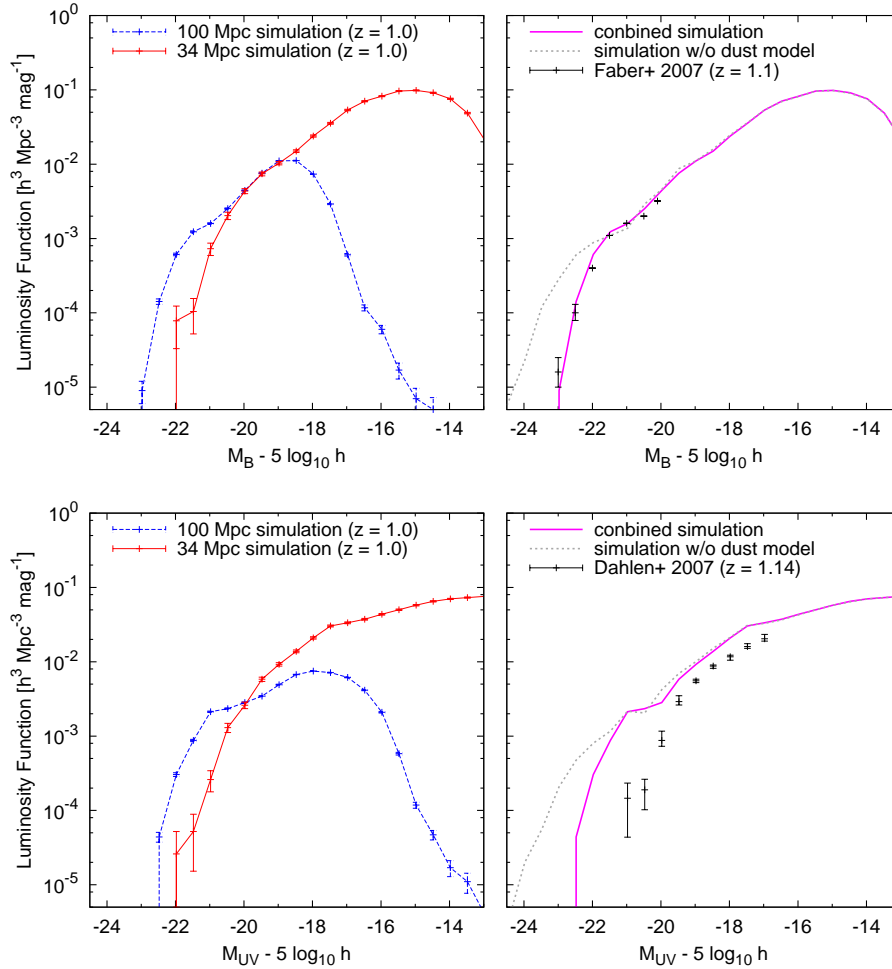 100 Mpc simulation (z = 1.0)
34 Mpc simulation (z = 1.0)
10^0
10^-1
10^-2
10^-3
10^-4
10^-5
Luminosity Function [h^3 Mpc^-3 mag^-1]
-24 -22 -20 -18 -16 -14
M_B - 5 log_10 h
combined simulation
simulation w/o dust model
Faber+ 2007 (z = 1.1)
-24 -22 -20 -18 -16 -14
M_B - 5 log_10 h
100 Mpc simulation (z = 1.0)
34 Mpc simulation (z = 1.0)
10^0
10^-1
10^-2
10^-3
10^-4
10^-5
Luminosity Function [h^3 Mpc^-3 mag^-1]
-24 -22 -20 -18 -16 -14
M_UV - 5 log_10 h
combined simulation
simulation w/o dust model
Dahlen+ 2007 (z = 1.14)
-24 -22 -20 -18 -16 -14
M_UV - 5 log_10 h